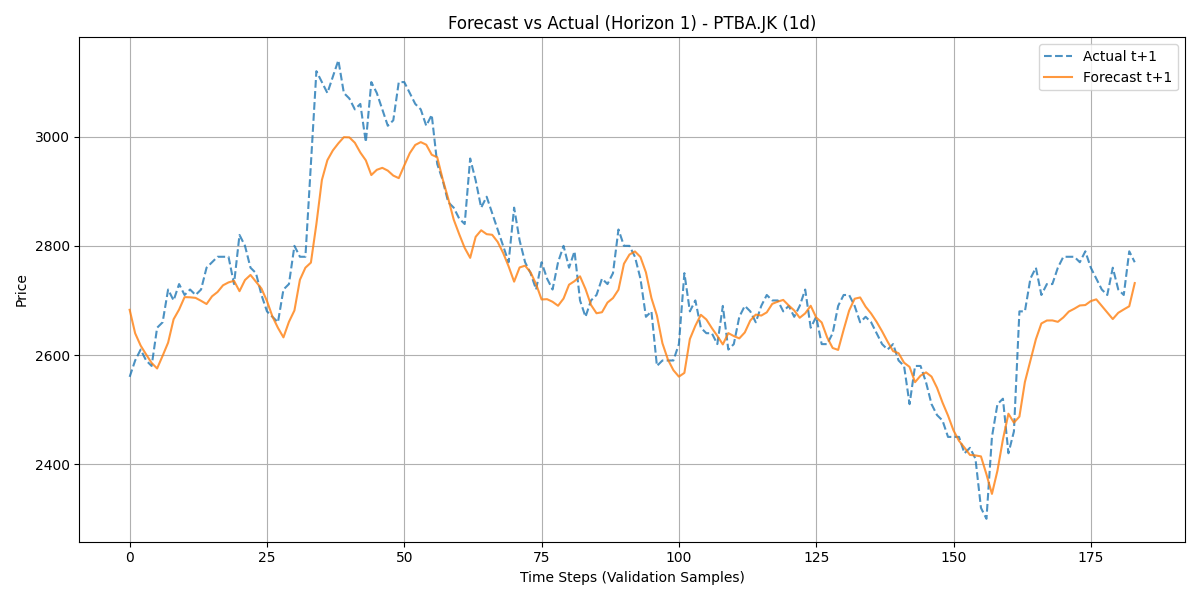 Forecast vs Actual (Horizon 1) - PTBA.JK (1d)
Actual t+1
Forecast t+1
Price
3000
2800
2600
2400
0 25 50 75 100 125 150 175
Time Steps (Validation Samples)